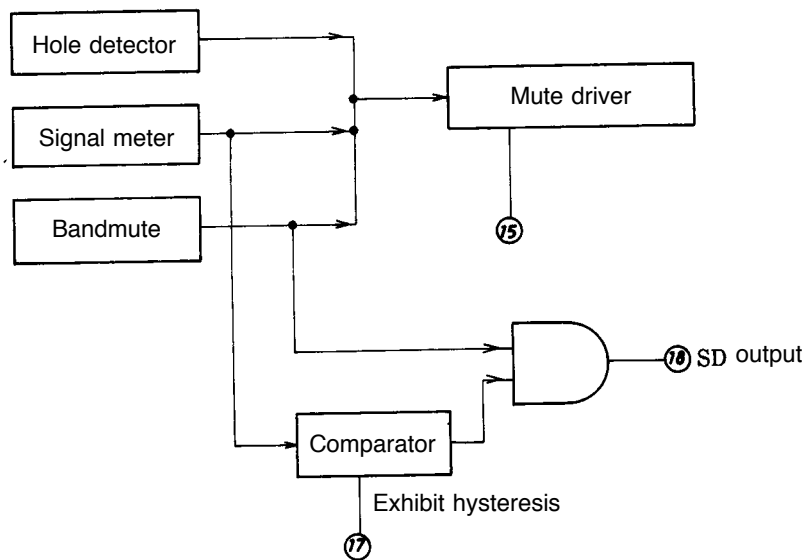 Hole detector
Mute driver
Signal meter
Bandmute
15
18 SD output
Comparator
Exhibit hysteresis
17